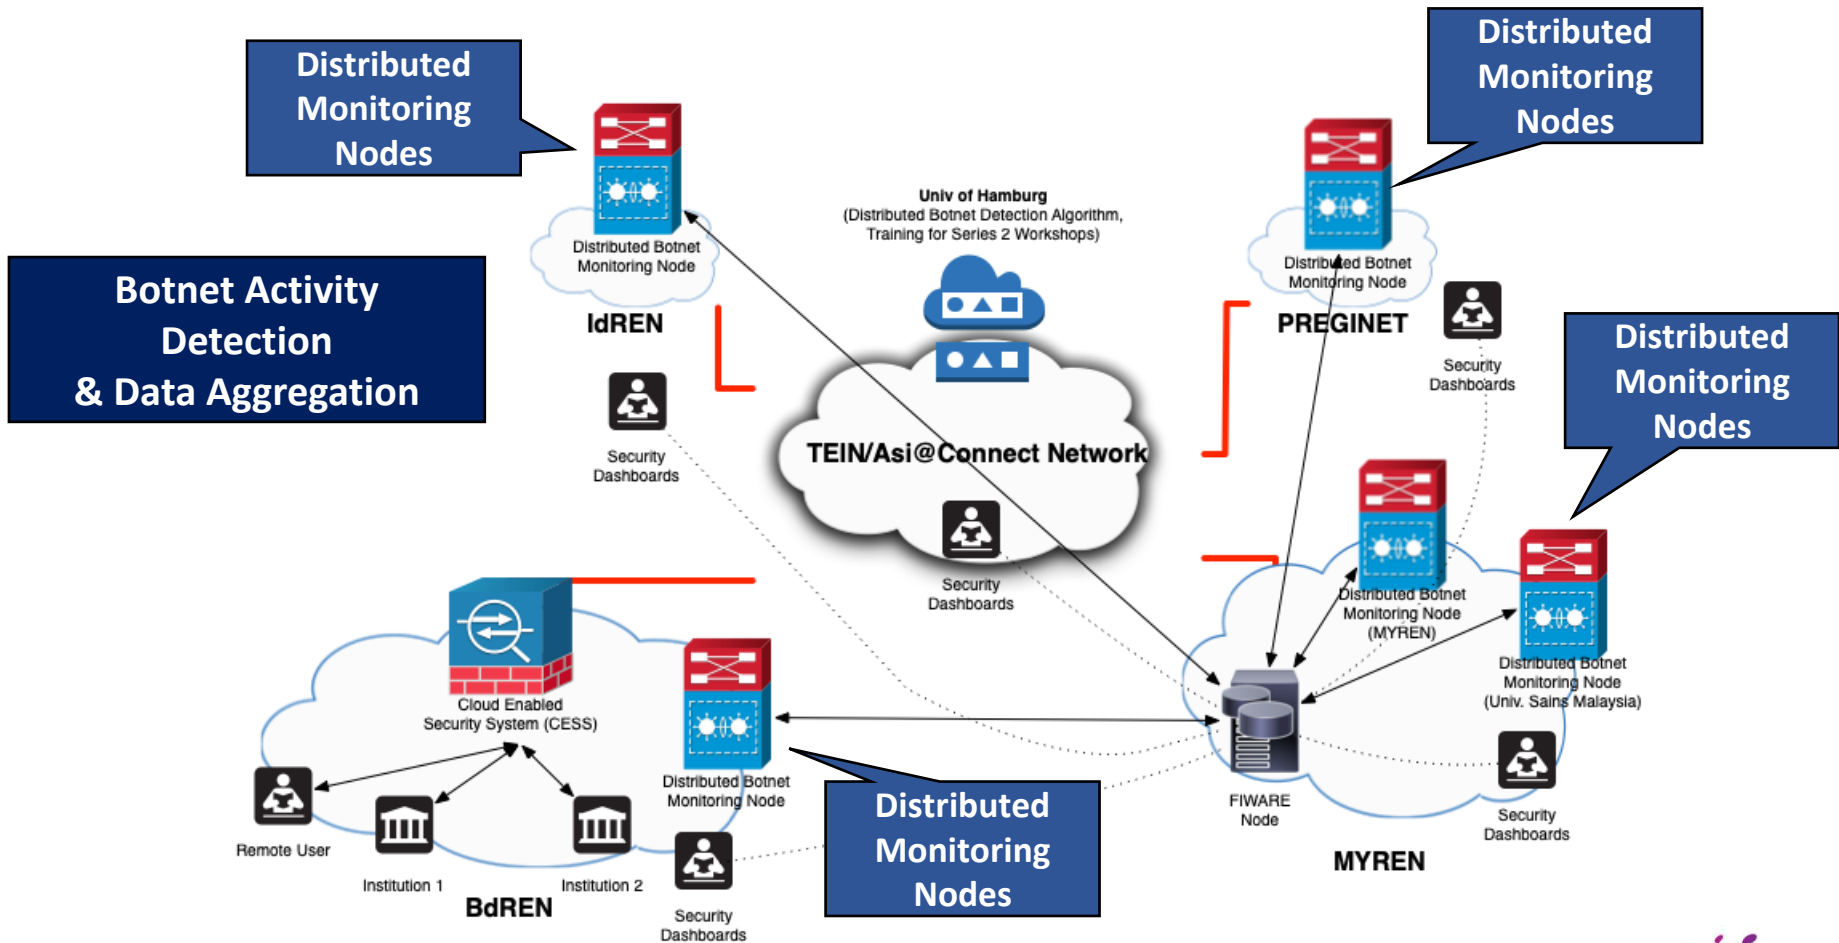 Distributed
Monitoring
Nodes
Distributed
Monitoring
Nodes
Univ of Hamburg
(Distributed Botnet Detection Algorithm,
Training for Series 2 Workshops)
Distributed Botnet
Monitoring Node
IdREN
Distributed Botnet
Monitoring Node
PREGINET
Botnet Activity
Detection
& Data Aggregation
Security
Dashboards
Distributed
Monitoring
Nodes
Security
Dashboards
TEIN/Asi@Connect Network
Security
Dashboards
Distributed Botnet
Monitoring Node
(MYREN)
Distributed Botnet
Monitoring Node
(Univ. Sains Malaysia)
Cloud Enabled
Security System (CESS)
Distributed Botnet
Monitoring Node
Remote User
Institution 1
Institution 2
BdREN
Security
Dashboards
Distributed
Monitoring
Nodes
FIWARE
Node
Security
Dashboards
MYREN